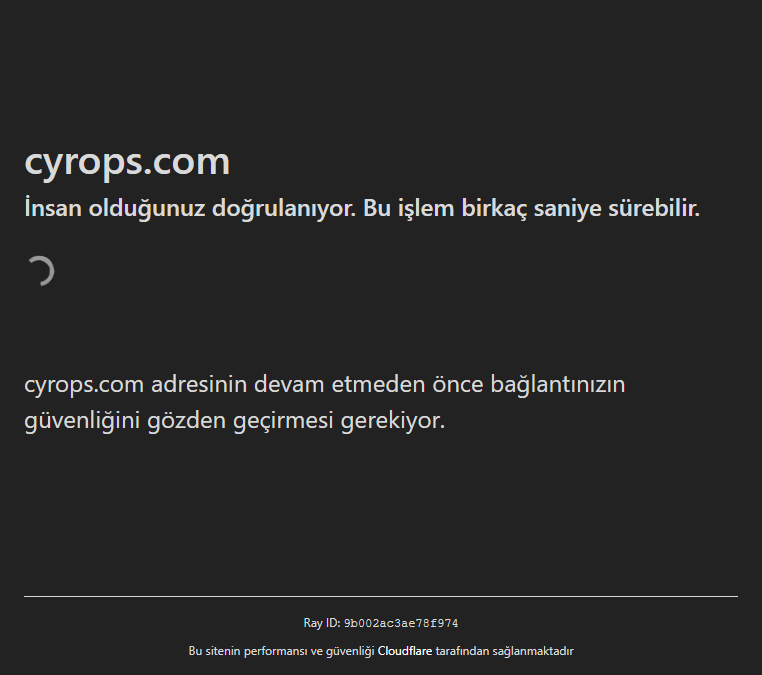 cyrops.com
İnsan olduğunuz doğrulanıyor. Bu işlem birkaç saniye sürebilir.
cyrops.com adresinin devam etmeden önce bağlantınızın
güvenliğini gözden geçirmesi gerekiyor.
Ray ID: 9b002ac3ae78f974
Bu sitenin performansı ve güvenliği Cloudflare tarafından sağlanmaktadır